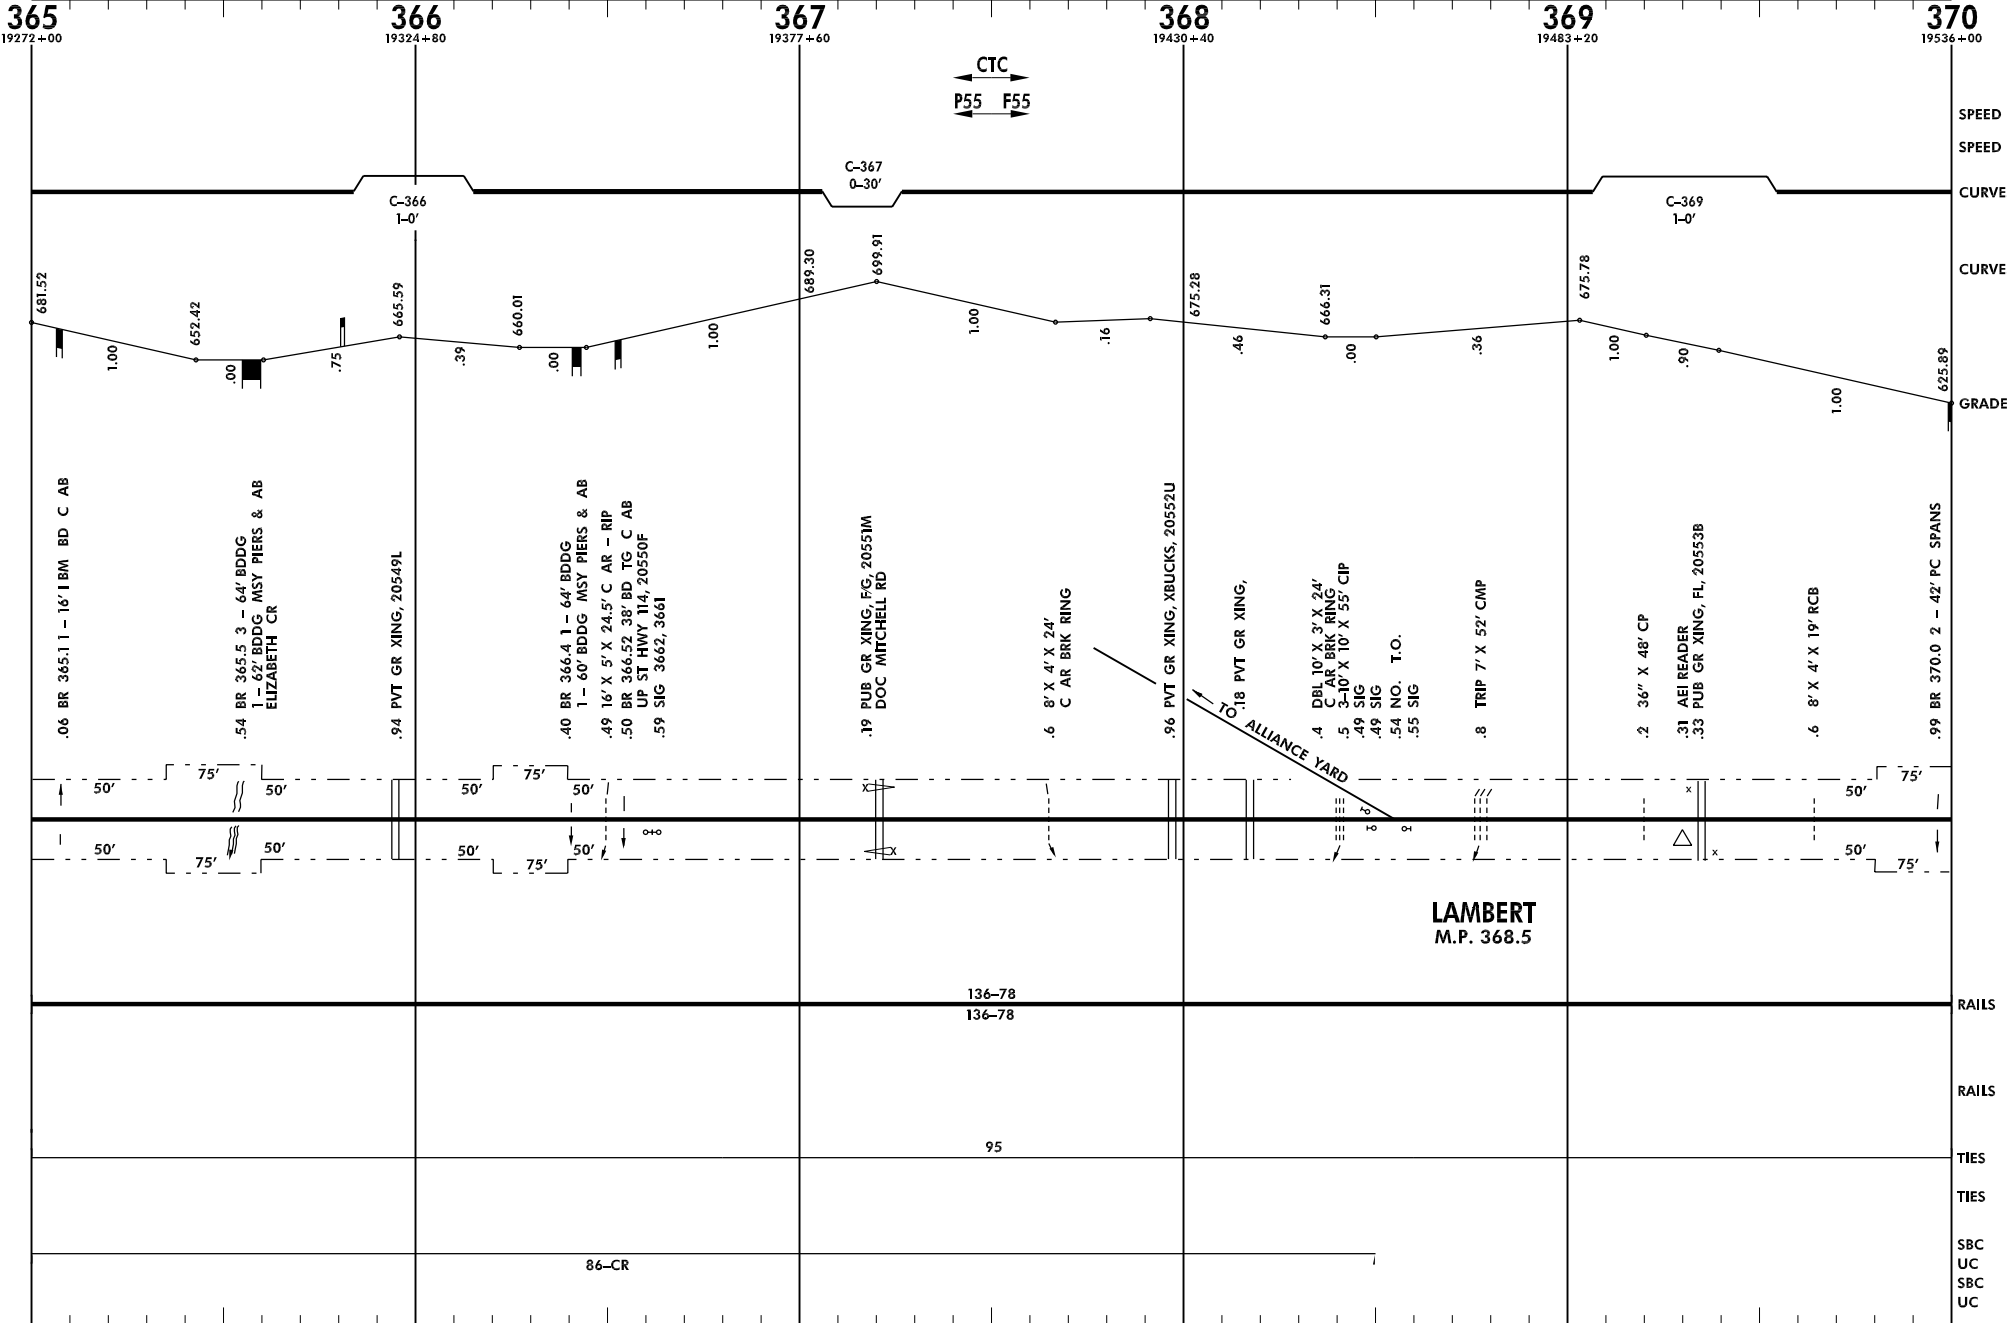 365 366 367 368 369 370
19272+00 19324+80 19377+60 19430+40 19483+20 19536+00
CTC
P55 F55
SPEED
SPEED
C-366
1-0'
C-367
0-30'
C-369
1-0'
CURVE
CURVE
681.52
652.42
665.59
660.01
689.30
699.91
675.28
666.31
675.78
625.89
1.00
.00
.75
.39
.00
1.00
1.00
.16
.46
.00
.36
1.00
.90
1.00
GRADE
.06 BR 365.1 1 - 16' I BM BD C AB
.54 BR 365.5 3 - 64' BDDG
1 - 62' BDDG MSY PIERS & AB
ELIZABETH CR
.94 PVT GR XING, 20549L
.40 BR 366.4 1 - 64' BDDG
1 - 60' BDDG MSY PIERS & AB
.49 16' X 5' X 24.5' C AR - RIP
.50 BR 366.52 38' BD TG C AB
UP ST HWY 114, 20550F
.59 SIG 3662, 3661
.19 PUB GR XING, F/G, 20551M
DOC MITCHELL RD
.6 8' X 4' X 24'
C AR BRK RING
.96 PVT GR XING, XBUCKS, 20552U
.18 PVT GR XING,
.4 DBL 10' X 3' X 24'
C AR BRK RING
.5 3-10' X 10' X 55' CIP
.49 SIG
.49 SIG
.54 NO. T.O.
.55 SIG
.8 TRIP 7' X 52' CMP
.2 36" X 48' CP
.31 AEI READER
.33 PUB GR XING, FL, 20553B
.6 8' X 4' X 19' RCB
.99 BR 370.0 2 - 42' PC SPANS
TO ALLIANCE YARD
50' 75' 50' 50' 75' 50' 50' 75'
X
X
50' 75' 50' 50' 75' 50' 50' 75'
X
X
LAMBERT
M.P. 368.5
136-78
136-78
RAILS
RAILS
95
TIES
TIES
86-CR
SBC
UC
SBC
UC